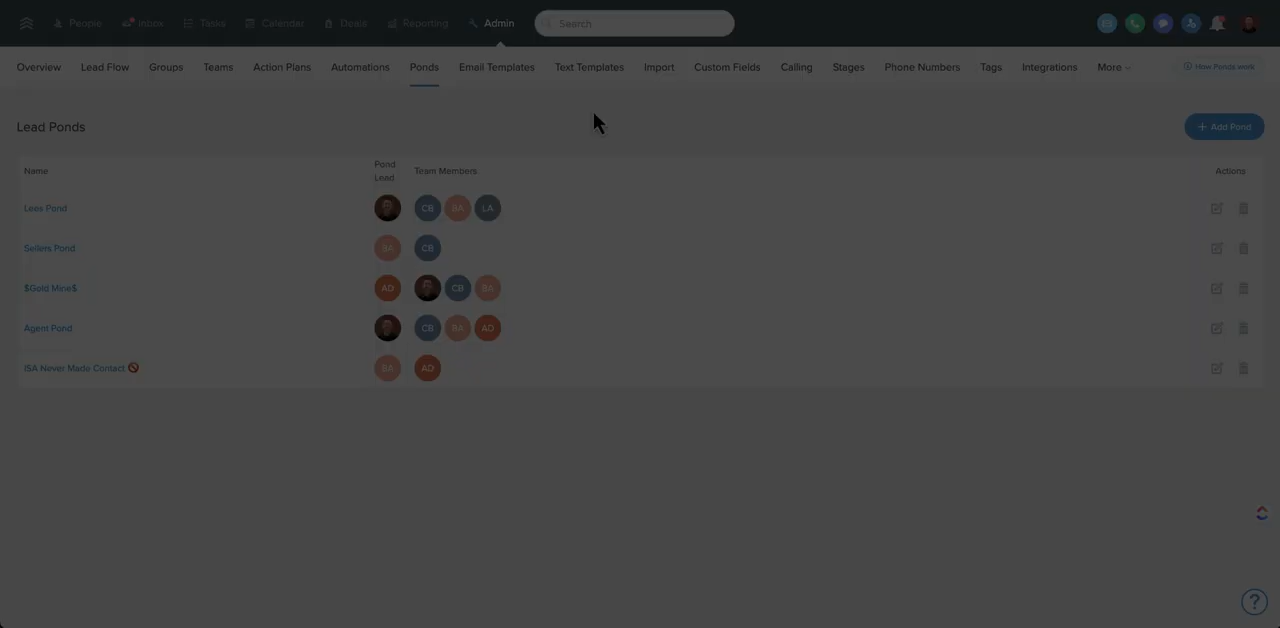 People Inbox Tasks Calendar Deals Reporting Admin Search
Overview Lead Flow Groups Teams Action Plans Automations Ponds Email Templates Text Templates Import Custom Fields Calling Stages Phone Numbers Tags Integrations More How Ponds work
Lead Ponds + Add Pond
Name Pond Lead Team Members Actions
Lees Pond CB BA LA
Sellers Pond BA CB
$Gold Mine$ AD CB BA
Agent Pond CB BA AD
ISA Never Made Contact 🚫 BA AD
?